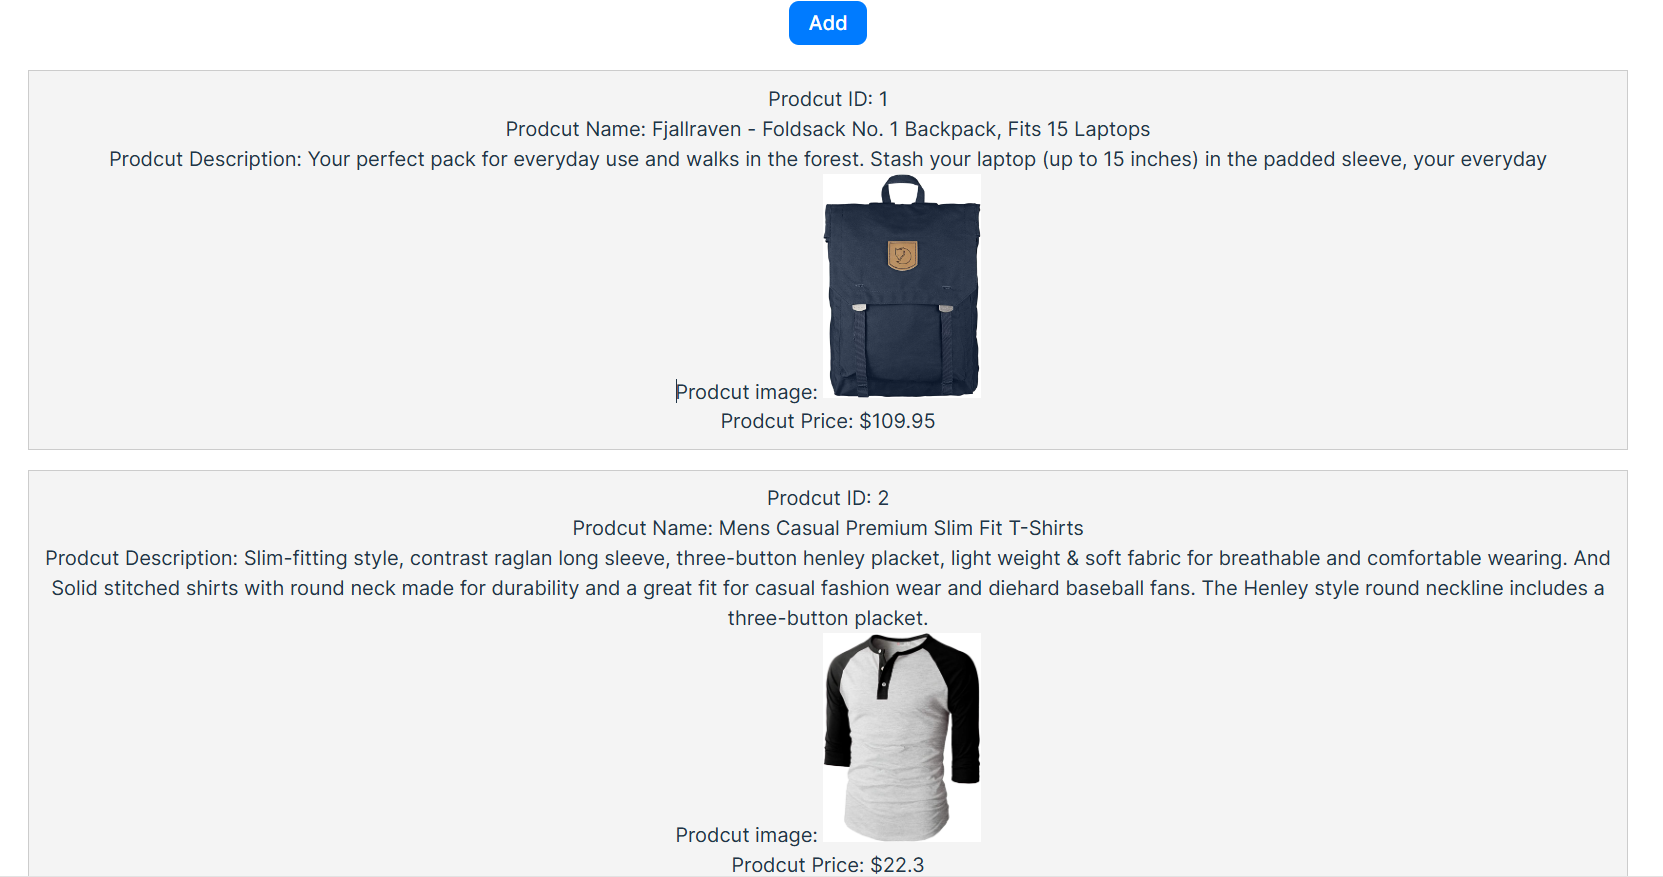 Add
Prodcut ID: 1
Prodcut Name: Fjallraven - Foldsack No. 1 Backpack, Fits 15 Laptops
Prodcut Description: Your perfect pack for everyday use and walks in the forest. Stash your laptop (up to 15 inches) in the padded sleeve, your everyday
Prodcut image:
Prodcut Price: $109.95
Prodcut ID: 2
Prodcut Name: Mens Casual Premium Slim Fit T-Shirts
Prodcut Description: Slim-fitting style, contrast raglan long sleeve, three-button henley placket, light weight & soft fabric for breathable and comfortable wearing. And
Solid stitched shirts with round neck made for durability and a great fit for casual fashion wear and diehard baseball fans. The Henley style round neckline includes a
three-button placket.
Prodcut image:
Prodcut Price: $22.3